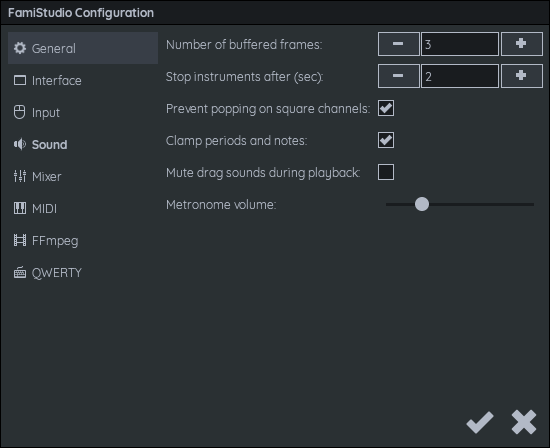 FamiStudio Configuration
General
Interface
Input
Sound
Mixer
MIDI
FFmpeg
QWERTY
Number of buffered frames: 3
Stop instruments after (sec): 2
Prevent popping on square channels:
Clamp periods and notes:
Mute drag sounds during playback:
Metronome volume: